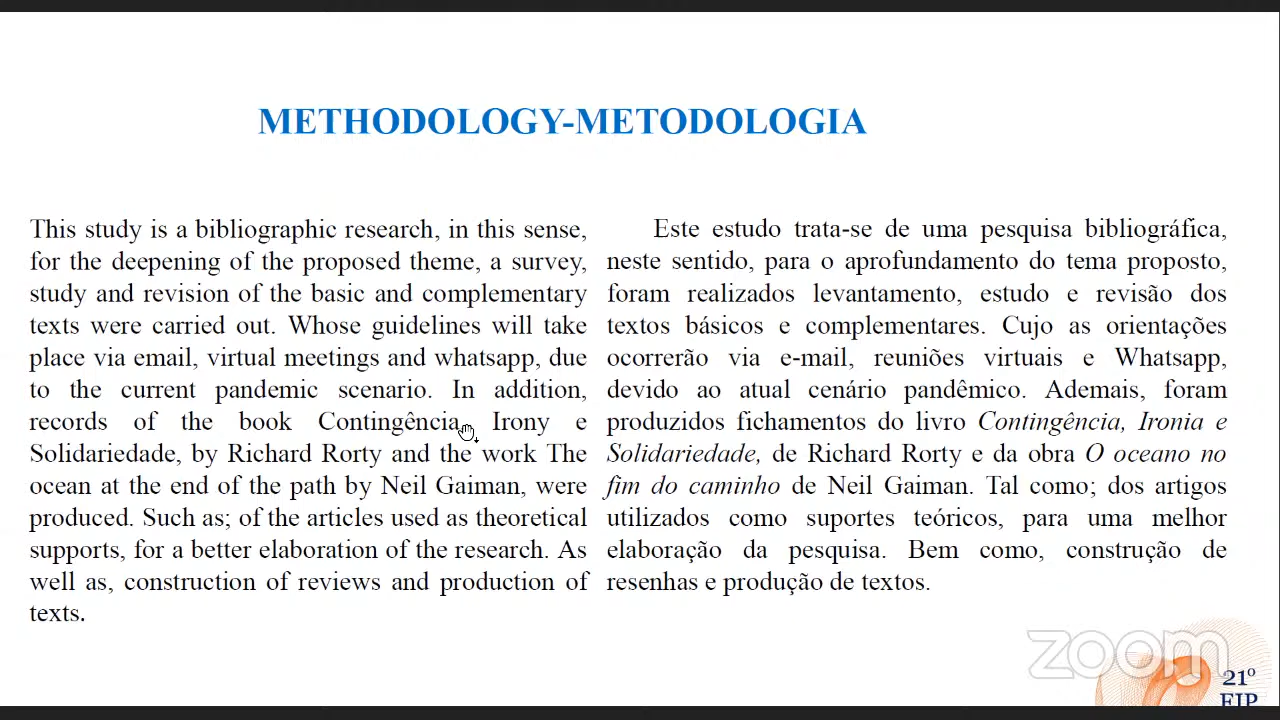 METHODOLOGY-METODOLOGIA
This study is a bibliographic research, in this sense,
for the deepening of the proposed theme, a survey,
study and revision of the basic and complementary
texts were carried out. Whose guidelines will take
place via email, virtual meetings and whatsapp, due
to the current pandemic scenario. In addition,
records of the book Contingência, Irony e
Solidariedade, by Richard Rorty and the work The
ocean at the end of the path by Neil Gaiman, were
produced. Such as; of the articles used as theoretical
supports, for a better elaboration of the research. As
well as, construction of reviews and production of
texts.
Este estudo trata-se de uma pesquisa bibliográfica,
neste sentido, para o aprofundamento do tema proposto,
foram realizados levantamento, estudo e revisão dos
textos básicos e complementares. Cujo as orientações
ocorrerão via e-mail, reuniões virtuais e Whatsapp,
devido ao atual cenário pandêmico. Ademais, foram
produzidos fichamentos do livro Contingência, Ironia e
Solidariedade, de Richard Rorty e da obra O oceano no
fim do caminho de Neil Gaiman. Tal como; dos artigos
utilizados como suportes teóricos, para uma melhor
elaboração da pesquisa. Bem como, construção de
resenhas e produção de textos.
zoom
21º
EIP